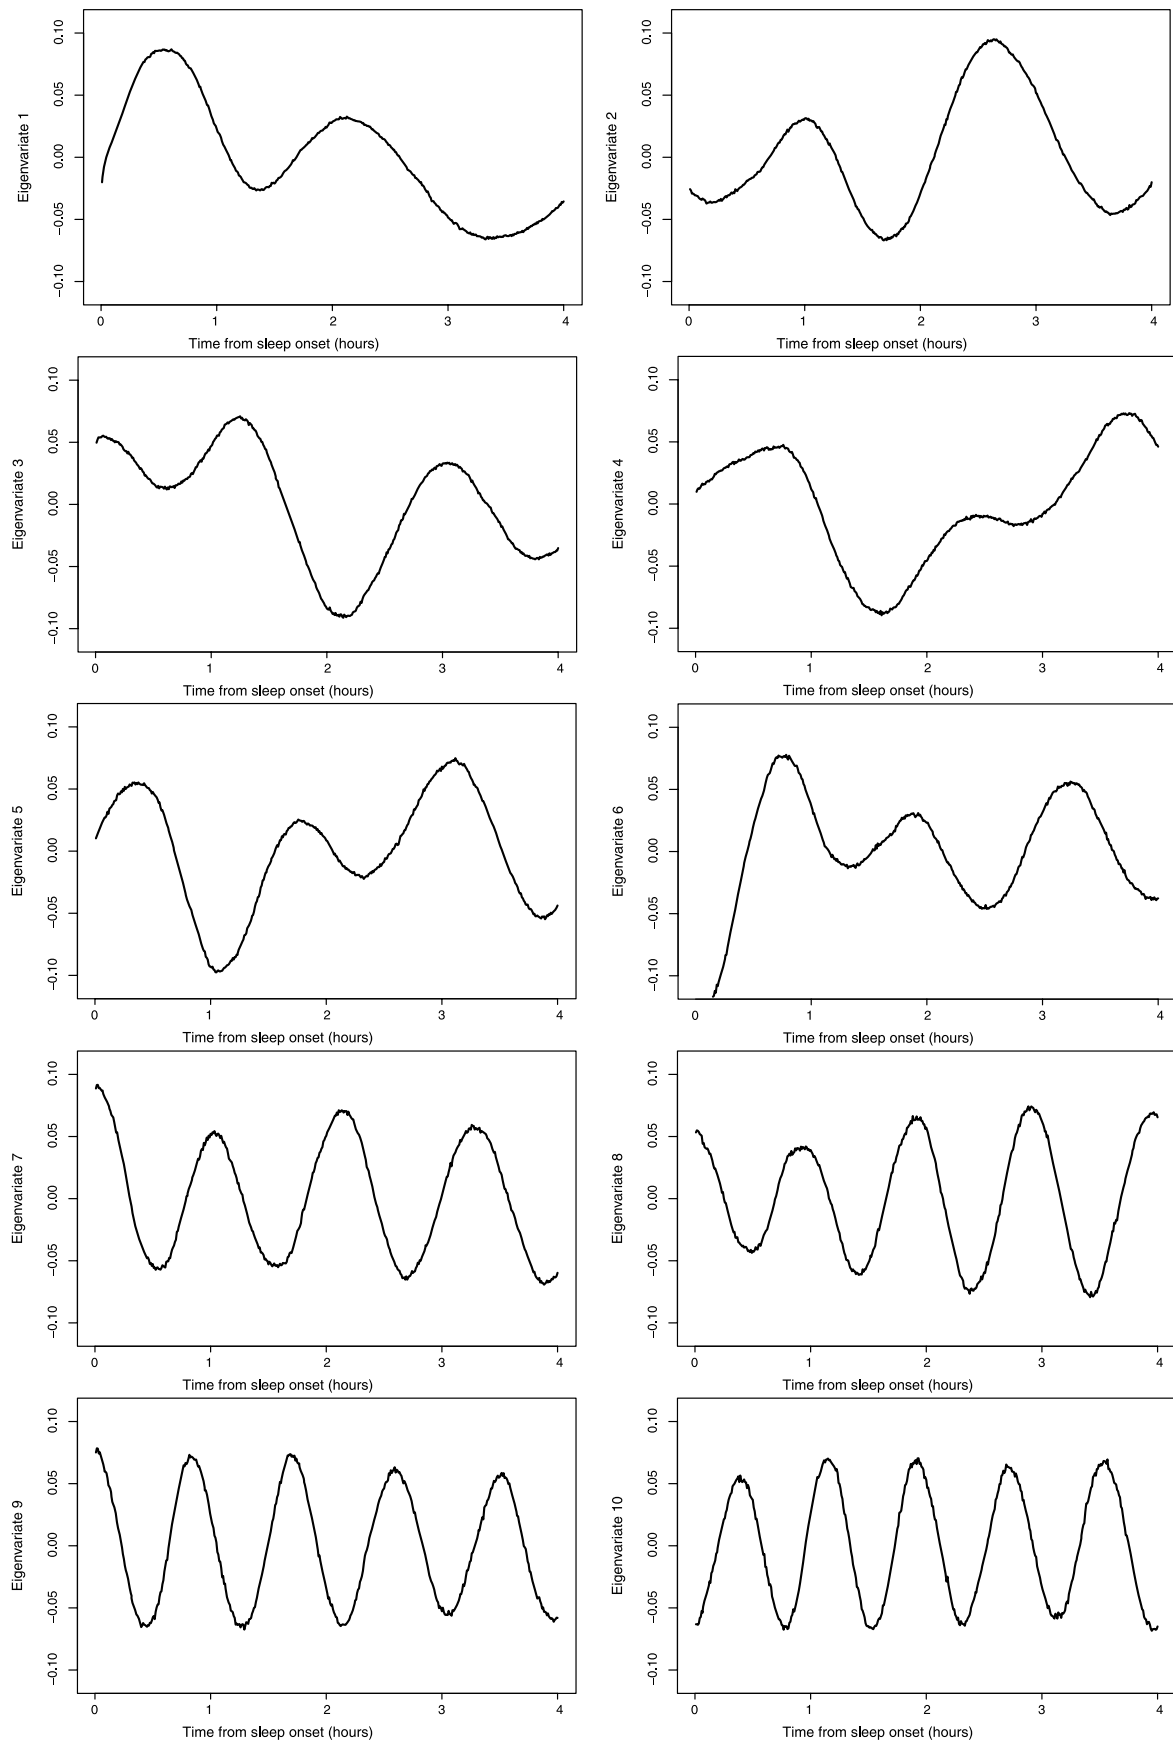 Eigenvariate 1
0.10
0.05
0.00
−0.05
−0.10
0 1 2 3 4
Time from sleep onset (hours)
Eigenvariate 2
0.10
0.05
0.00
−0.05
−0.10
0 1 2 3 4
Time from sleep onset (hours)
Eigenvariate 3
0.10
0.05
0.00
−0.05
−0.10
0 1 2 3 4
Time from sleep onset (hours)
Eigenvariate 4
0.10
0.05
0.00
−0.05
−0.10
0 1 2 3 4
Time from sleep onset (hours)
Eigenvariate 5
0.10
0.05
0.00
−0.05
−0.10
0 1 2 3 4
Time from sleep onset (hours)
Eigenvariate 6
0.10
0.05
0.00
−0.05
−0.10
0 1 2 3 4
Time from sleep onset (hours)
Eigenvariate 7
0.10
0.05
0.00
−0.05
−0.10
0 1 2 3 4
Time from sleep onset (hours)
Eigenvariate 8
0.10
0.05
0.00
−0.05
−0.10
0 1 2 3 4
Time from sleep onset (hours)
Eigenvariate 9
0.10
0.05
0.00
−0.05
−0.10
0 1 2 3 4
Time from sleep onset (hours)
Eigenvariate 10
0.10
0.05
0.00
−0.05
−0.10
0 1 2 3 4
Time from sleep onset (hours)